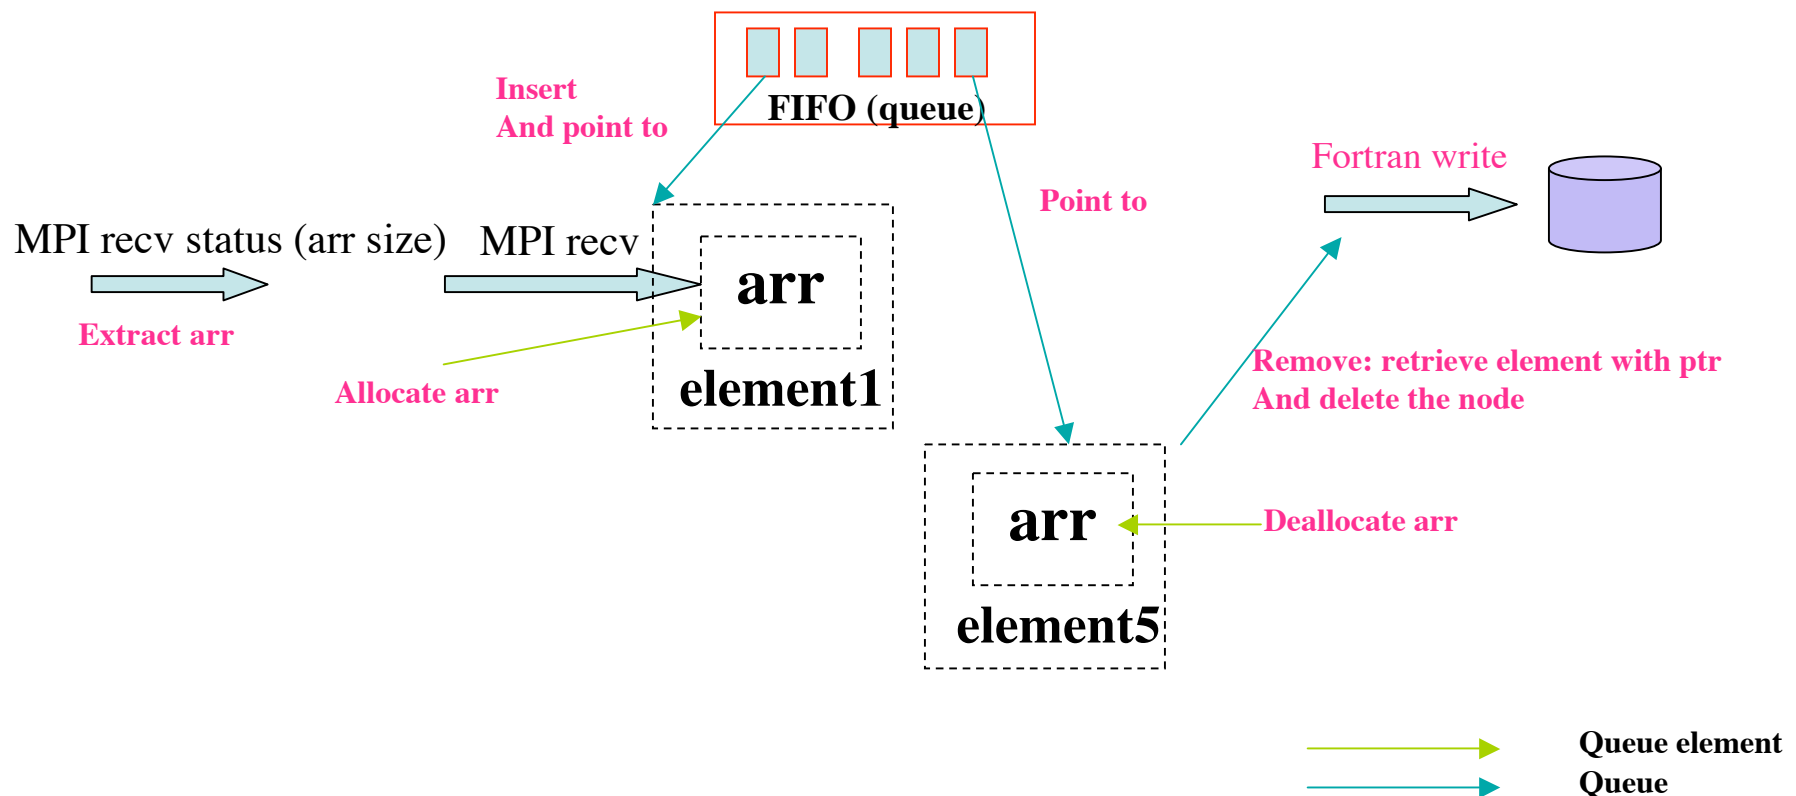 Insert
And point to
FIFO (queue)
Fortran write
Point to
MPI recv status (arr size)
MPI recv
arr
Extract arr
Allocate arr
element1
Remove: retrieve element with ptr
And delete the node
arr
Deallocate arr
element5
Queue element
Queue